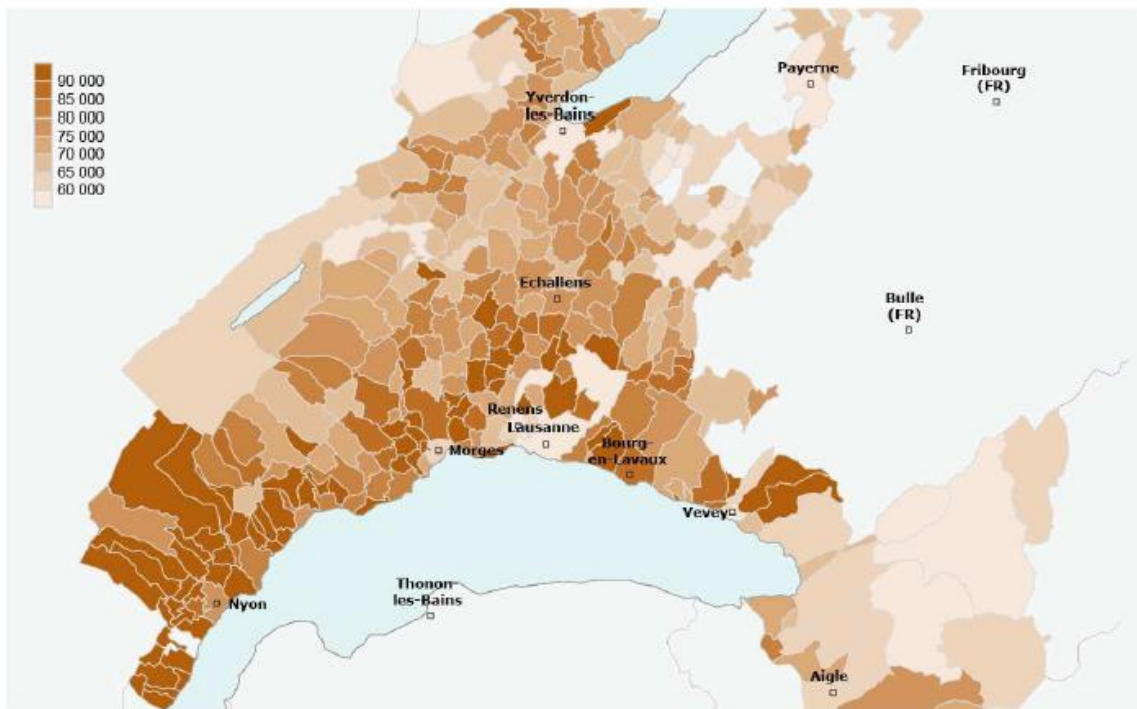 90 000
85 000
80 000
75 000
70 000
65 000
60 000
Payerne
Fribourg
(FR)
Yverdon-
les-Bains
Echallens
Bulle
(FR)
Renens
Lausanne
Morges
Bourg-
en-Lavaux
Vevey
Thonon-
les-Bains
Nyon
Aigle